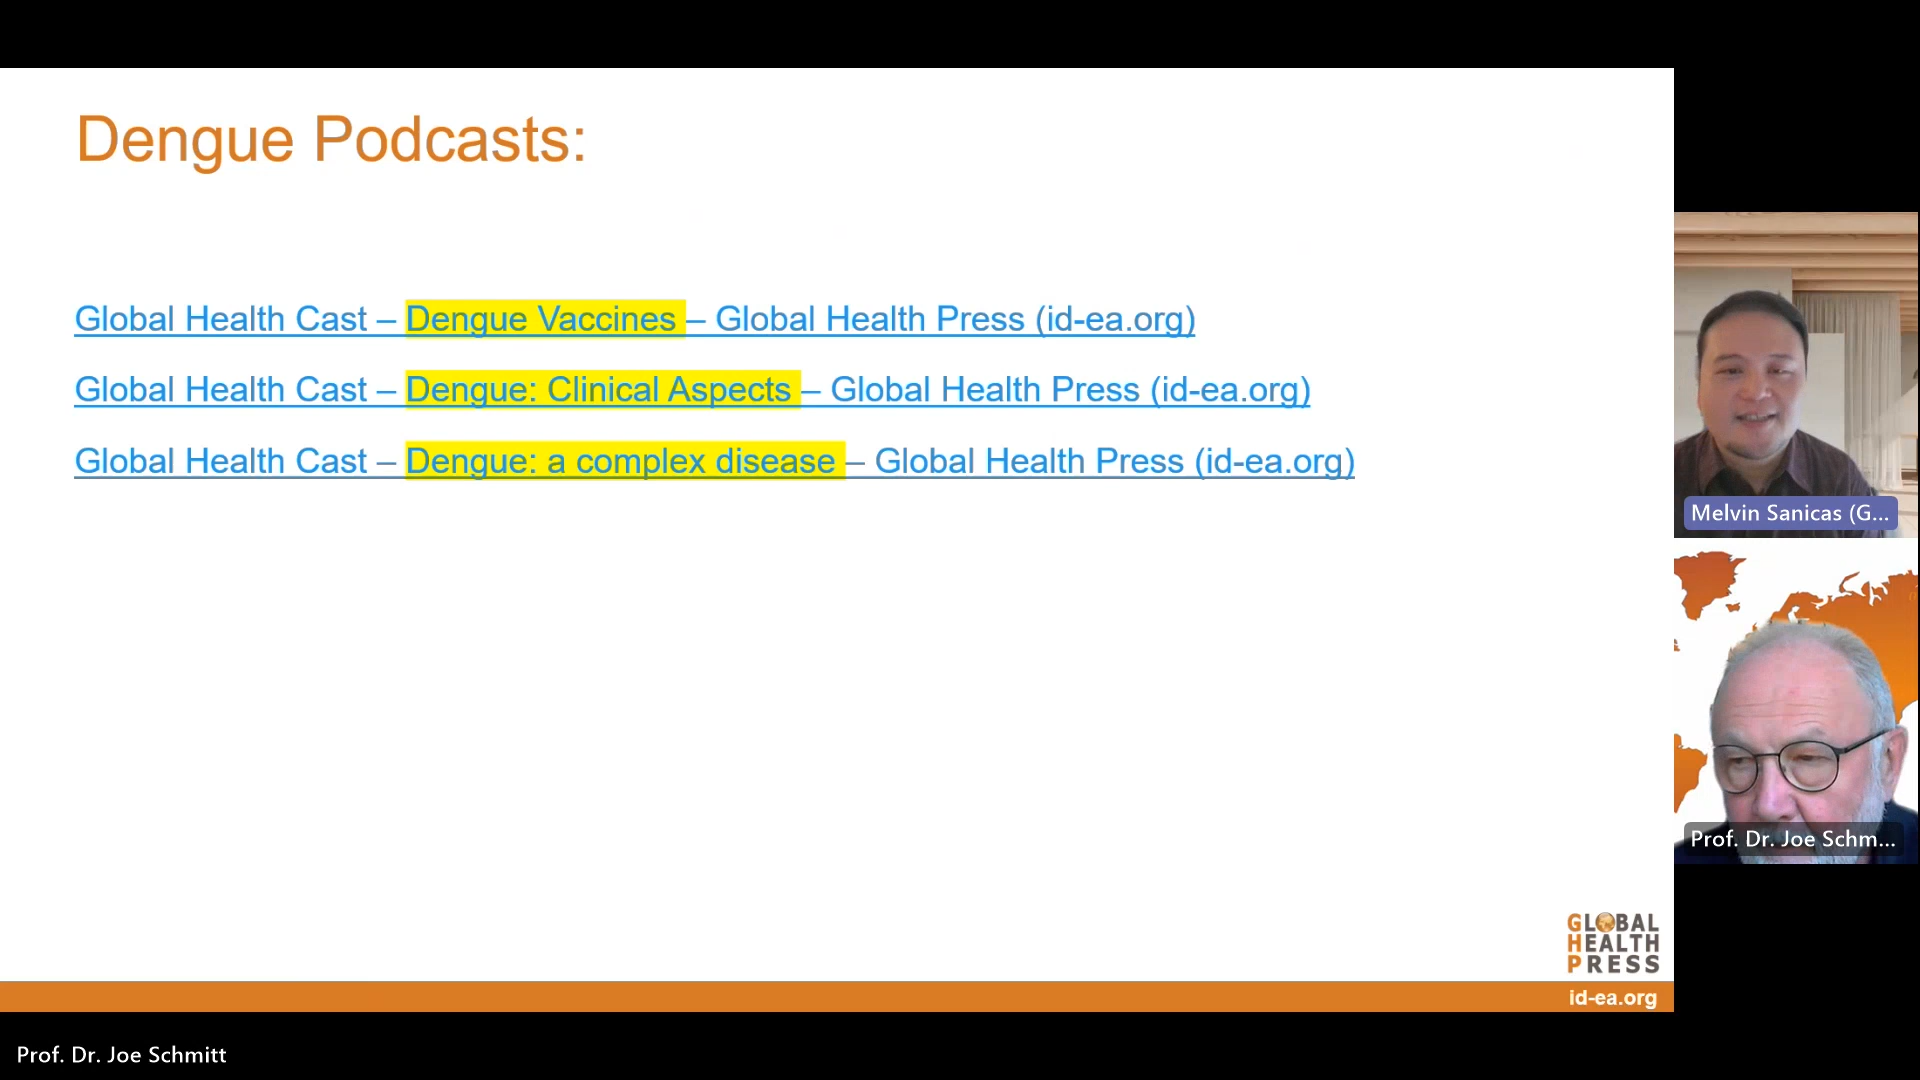 Dengue Podcasts:
Global Health Cast – Dengue Vaccines – Global Health Press (id-ea.org)
Global Health Cast – Dengue: Clinical Aspects – Global Health Press (id-ea.org)
Global Health Cast – Dengue: a complex disease – Global Health Press (id-ea.org)
Melvin Sanicas (G...
Prof. Dr. Joe Schm...
GLOBAL
HEALTH
PRESS
id-ea.org
Prof. Dr. Joe Schmitt